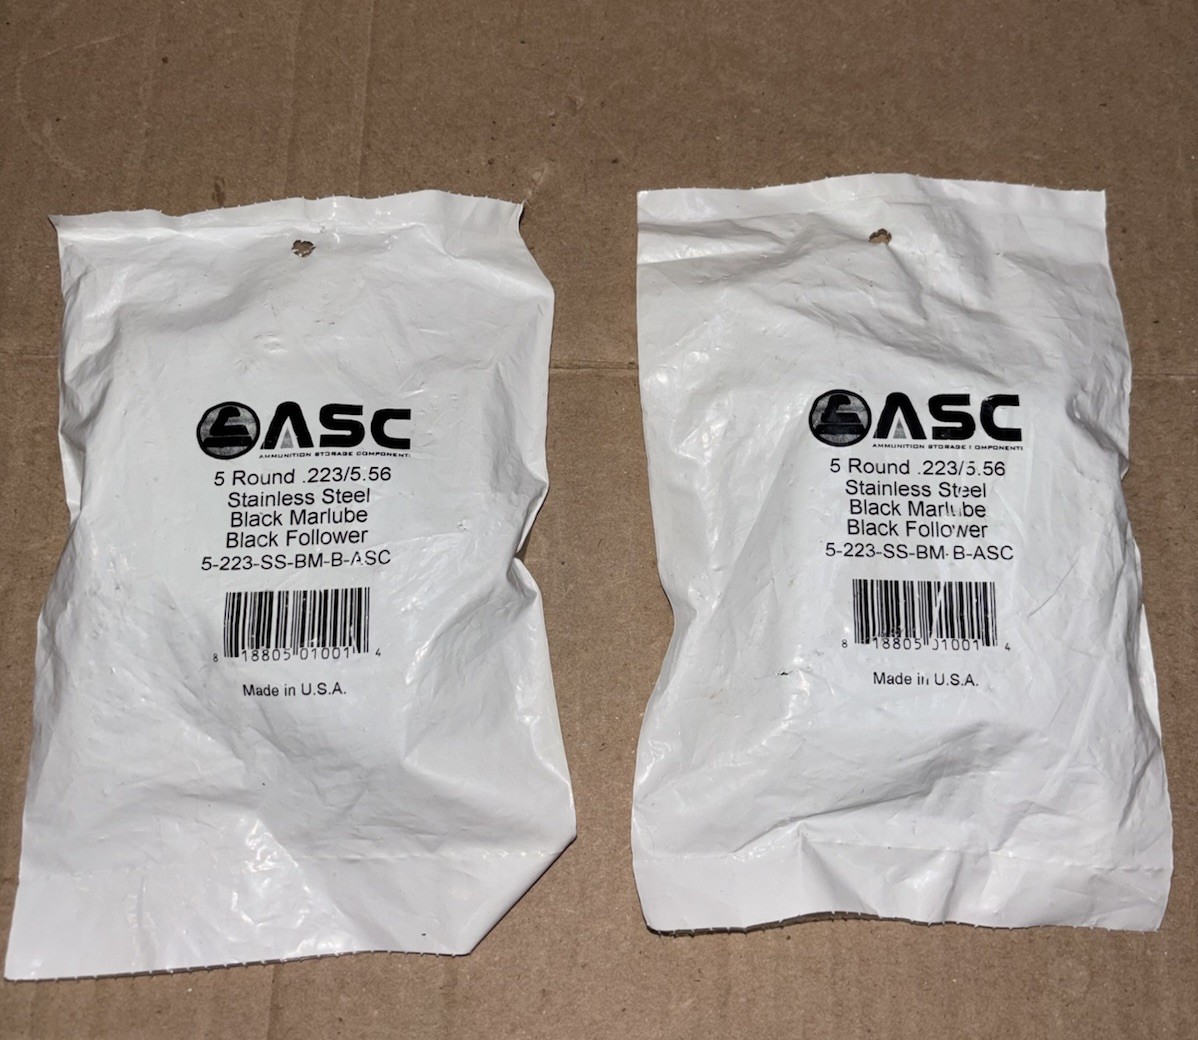 ASC
AMMUNITION STORAGE COMPONENTS
5 Round .223/5.56
Stainless Steel
Black Marlube
Black Follower
5-223-SS-BM-B-ASC
8 18805 01001 4
Made in U.S.A.
ASC
AMMUNITION STORAGE COMPONENTS
5 Round .223/5.56
Stainless Steel
Black Marlube
Black Follower
5-223-SS-BM-B-ASC
8 18805 01001 4
Made in U.S.A.